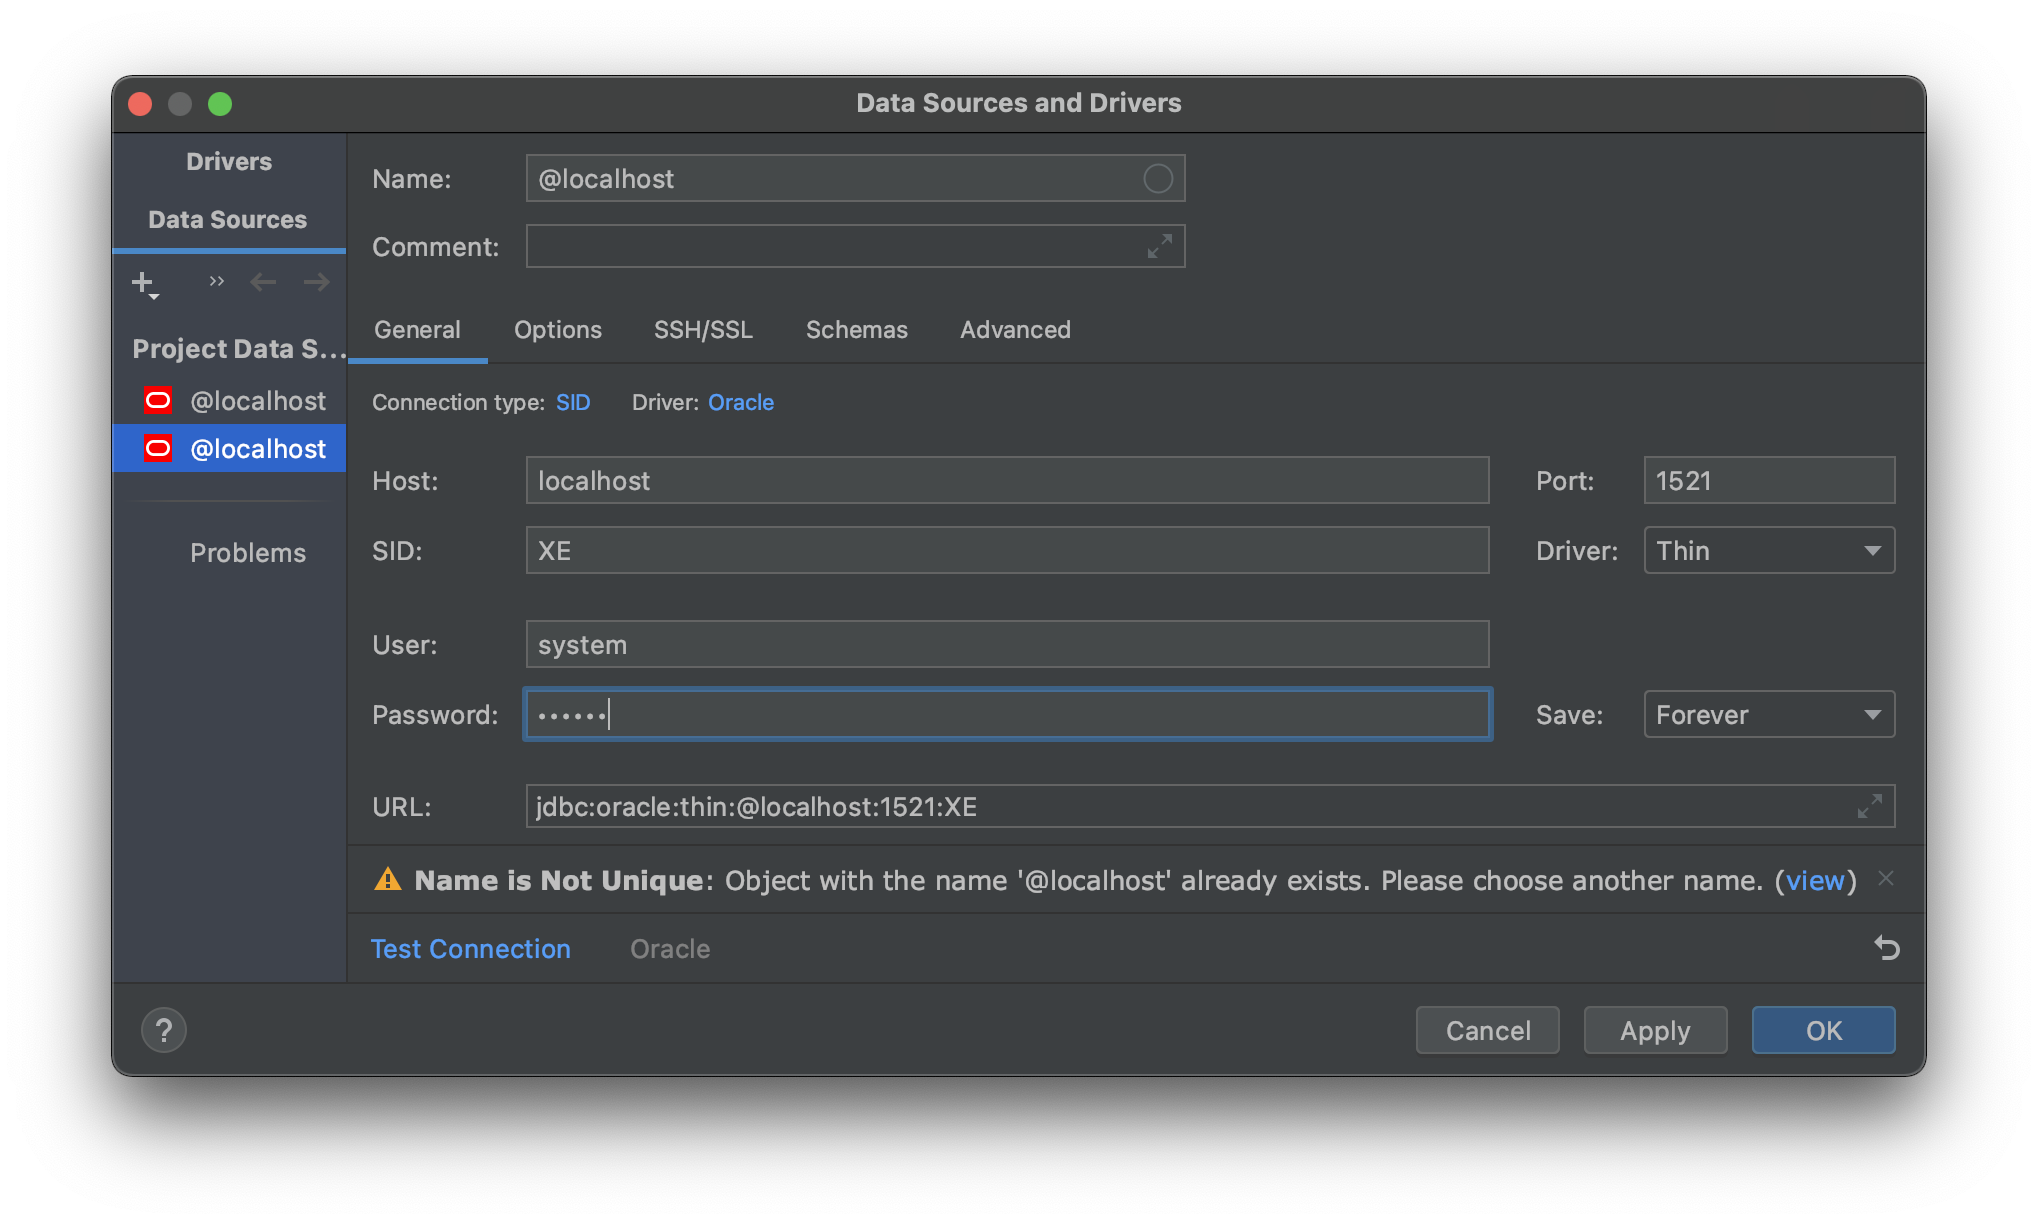 Data Sources and Drivers
Drivers
Data Sources
Project Data S...
@localhost
@localhost
Problems
Name: @localhost
Comment:
General Options SSH/SSL Schemas Advanced
Connection type: SID Driver: Oracle
Host: localhost Port: 1521
SID: XE Driver: Thin
User: system
Password: •••••• Save: Forever
URL: jdbc:oracle:thin:@localhost:1521:XE
Name is Not Unique: Object with the name '@localhost' already exists. Please choose another name. (view)
Test Connection Oracle
? Cancel Apply OK